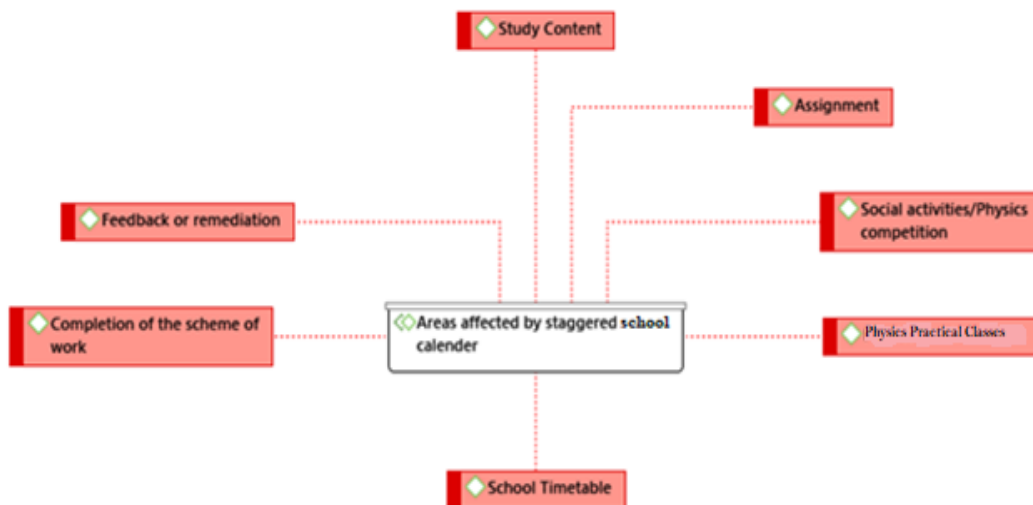 Study Content
Assignment
Feedback or remediation
Social activities/Physics
competition
Completion of the scheme of
work
Areas affected by staggered school
calender
Physics Practical Classes
School Timetable